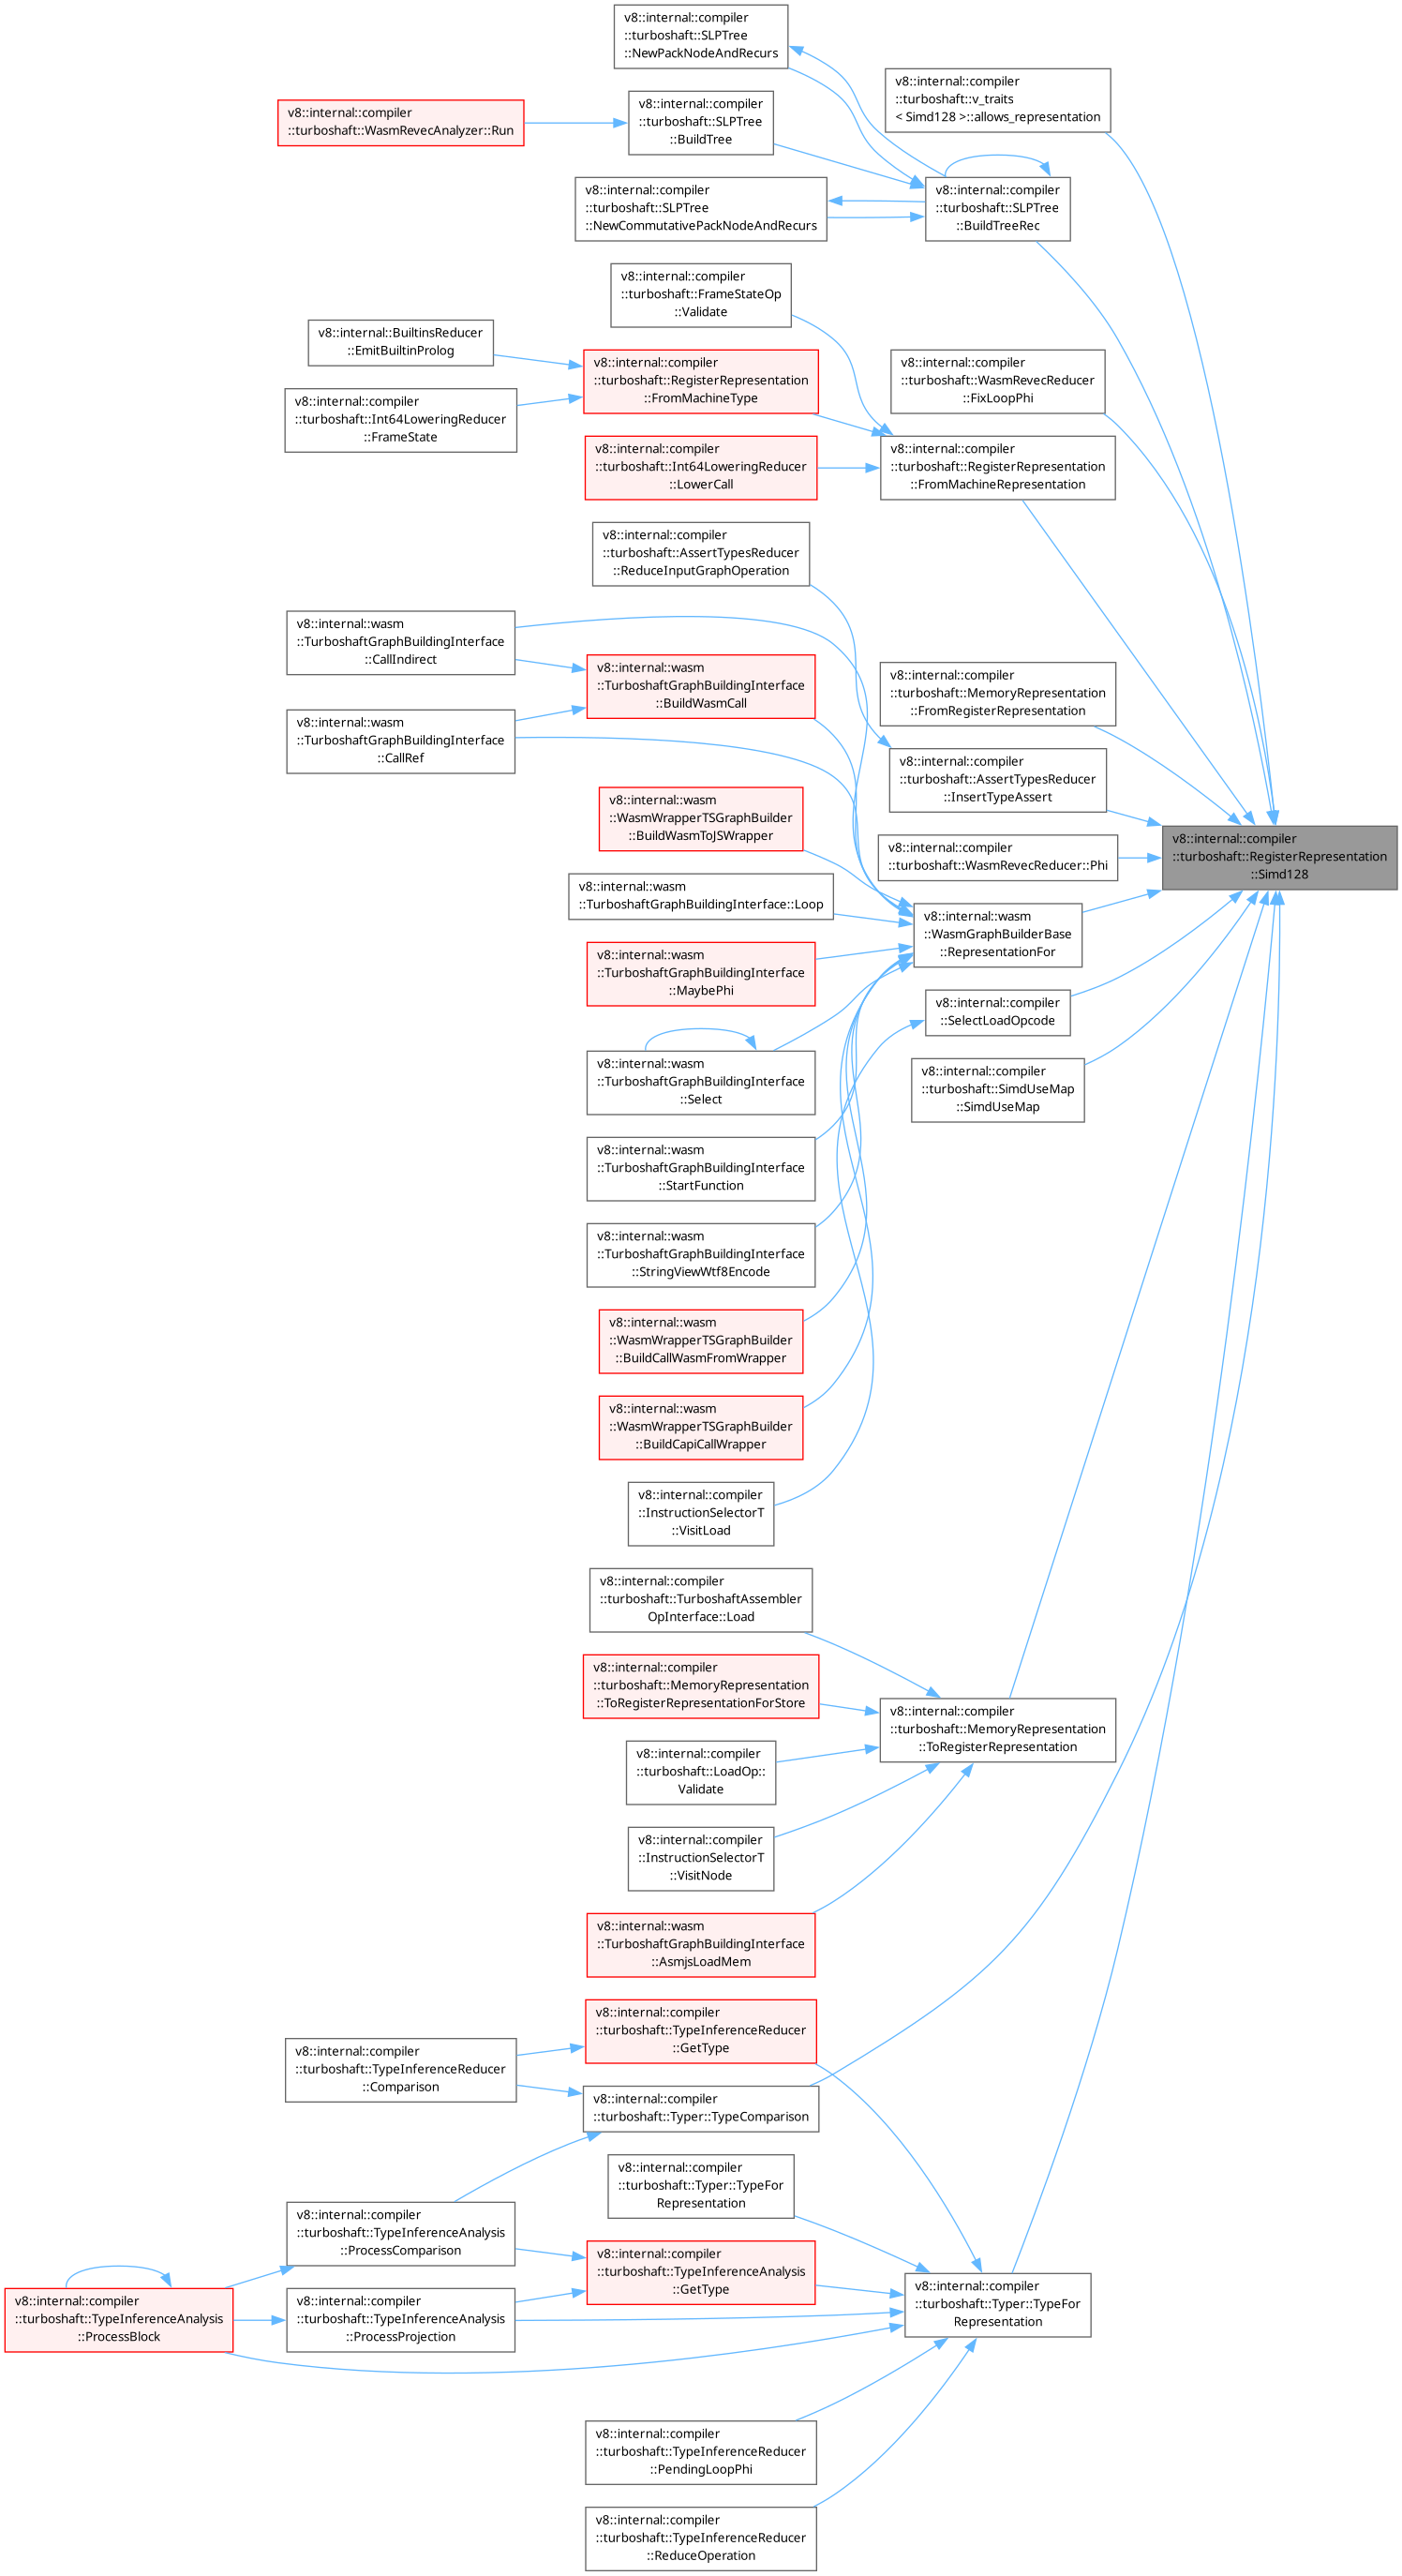 v8::internal::compiler
::turboshaft::SLPTree
::NewPackNodeAndRecurs
v8::internal::compiler
::turboshaft::v_traits
< Simd128 >::allows_representation
v8::internal::compiler
::turboshaft::WasmRevecAnalyzer::Run
v8::internal::compiler
::turboshaft::SLPTree
::BuildTree
v8::internal::compiler
::turboshaft::SLPTree
::NewCommutativePackNodeAndRecurs
v8::internal::compiler
::turboshaft::SLPTree
::BuildTreeRec
v8::internal::compiler
::turboshaft::FrameStateOp
::Validate
v8::internal::BuiltinsReducer
::EmitBuiltinProlog
v8::internal::compiler
::turboshaft::RegisterRepresentation
::FromMachineType
v8::internal::compiler
::turboshaft::WasmRevecReducer
::FixLoopPhi
v8::internal::compiler
::turboshaft::Int64LoweringReducer
::FrameState
v8::internal::compiler
::turboshaft::Int64LoweringReducer
::LowerCall
v8::internal::compiler
::turboshaft::RegisterRepresentation
::FromMachineRepresentation
v8::internal::compiler
::turboshaft::AssertTypesReducer
::ReduceInputGraphOperation
v8::internal::wasm
::TurboshaftGraphBuildingInterface
::CallIndirect
v8::internal::wasm
::TurboshaftGraphBuildingInterface
::BuildWasmCall
v8::internal::compiler
::turboshaft::MemoryRepresentation
::FromRegisterRepresentation
v8::internal::wasm
::TurboshaftGraphBuildingInterface
::CallRef
v8::internal::compiler
::turboshaft::AssertTypesReducer
::InsertTypeAssert
v8::internal::wasm
::WasmWrapperTSGraphBuilder
::BuildWasmToJSWrapper
v8::internal::compiler
::turboshaft::WasmRevecReducer::Phi
v8::internal::compiler
::turboshaft::RegisterRepresentation
::Simd128
v8::internal::wasm
::TurboshaftGraphBuildingInterface::Loop
v8::internal::wasm
::WasmGraphBuilderBase
::RepresentationFor
v8::internal::wasm
::TurboshaftGraphBuildingInterface
::MaybePhi
v8::internal::compiler
::SelectLoadOpcode
v8::internal::wasm
::TurboshaftGraphBuildingInterface
::Select
v8::internal::compiler
::turboshaft::SimdUseMap
::SimdUseMap
v8::internal::wasm
::TurboshaftGraphBuildingInterface
::StartFunction
v8::internal::wasm
::TurboshaftGraphBuildingInterface
::StringViewWtf8Encode
v8::internal::wasm
::WasmWrapperTSGraphBuilder
::BuildCallWasmFromWrapper
v8::internal::wasm
::WasmWrapperTSGraphBuilder
::BuildCapiCallWrapper
v8::internal::compiler
::InstructionSelectorT
::VisitLoad
v8::internal::compiler
::turboshaft::TurboshaftAssembler
OpInterface::Load
v8::internal::compiler
::turboshaft::MemoryRepresentation
::ToRegisterRepresentationForStore
v8::internal::compiler
::turboshaft::MemoryRepresentation
::ToRegisterRepresentation
v8::internal::compiler
::turboshaft::LoadOp::
Validate
v8::internal::compiler
::InstructionSelectorT
::VisitNode
v8::internal::wasm
::TurboshaftGraphBuildingInterface
::AsmjsLoadMem
v8::internal::compiler
::turboshaft::TypeInferenceReducer
::GetType
v8::internal::compiler
::turboshaft::TypeInferenceReducer
::Comparison
v8::internal::compiler
::turboshaft::Typer::TypeComparison
v8::internal::compiler
::turboshaft::Typer::TypeFor
Representation
v8::internal::compiler
::turboshaft::TypeInferenceAnalysis
::ProcessComparison
v8::internal::compiler
::turboshaft::TypeInferenceAnalysis
::GetType
v8::internal::compiler
::turboshaft::TypeInferenceAnalysis
::ProcessBlock
v8::internal::compiler
::turboshaft::TypeInferenceAnalysis
::ProcessProjection
v8::internal::compiler
::turboshaft::Typer::TypeFor
Representation
v8::internal::compiler
::turboshaft::TypeInferenceReducer
::PendingLoopPhi
v8::internal::compiler
::turboshaft::TypeInferenceReducer
::ReduceOperation